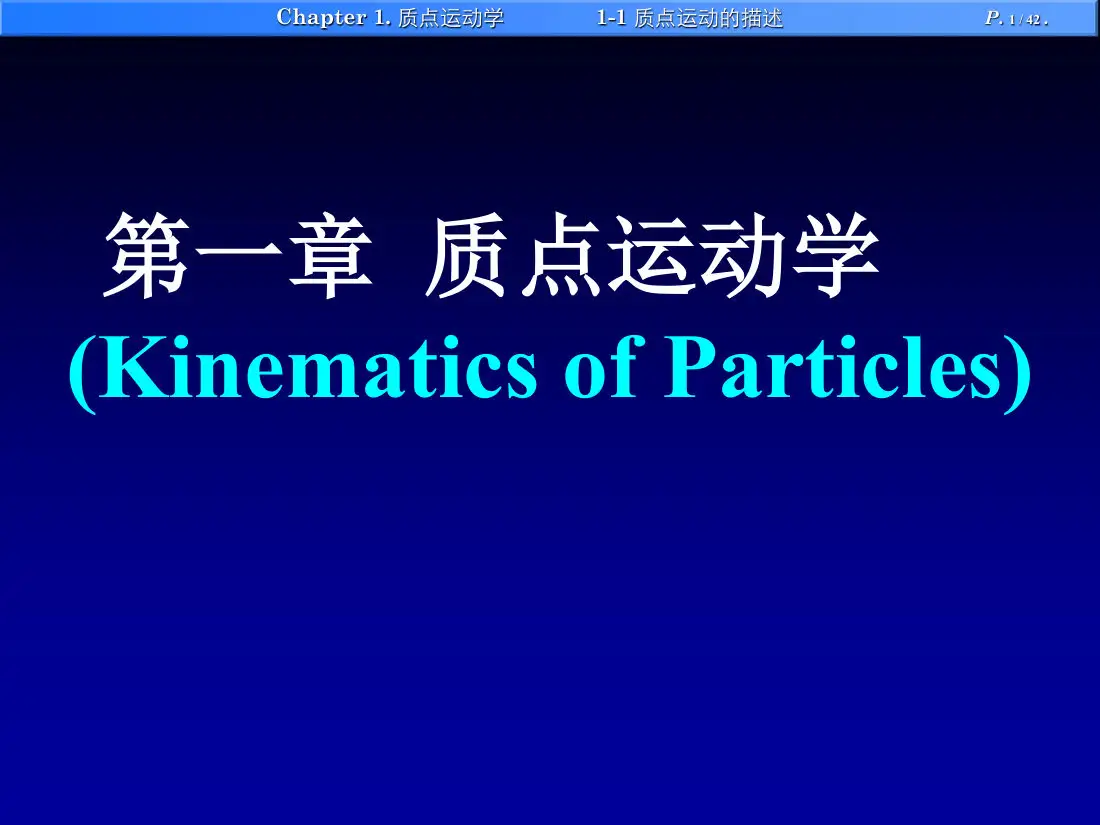 Chapter 1. 质点运动学 1-1 质点运动的描述 P. 1 / 42 .
第一章 质点运动学
(Kinematics of Particles)